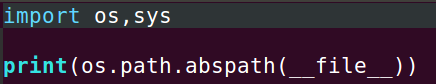 import os,sys
print(os.path.abspath(__file__))